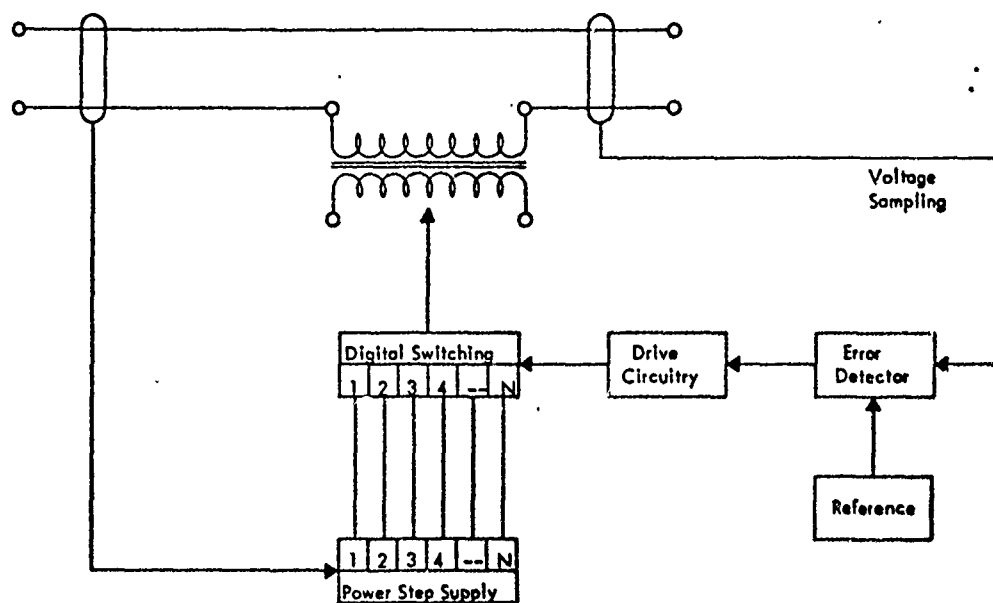 Voltage
Sampling
Digital Switching
1 2 3 4 -- N
Drive
Circuitry
Error
Detector
Reference
1 2 3 4 -- N
Power Step Supply